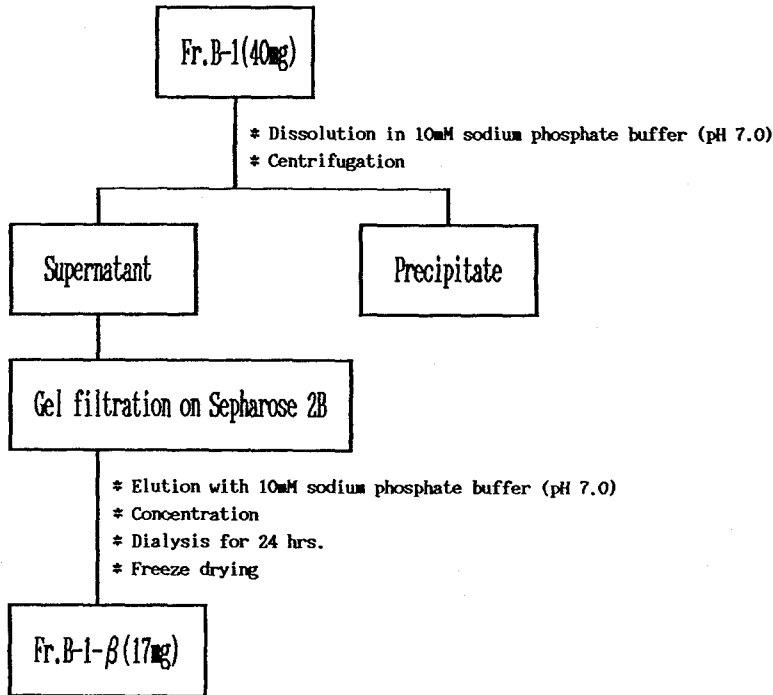 Fr.B-1(40mg)
* Dissolution in 10mM sodium phosphate buffer (pH 7.0)
* Centrifugation
Supernatant
Precipitate
Gel filtration on Sepharose 2B
* Elution with 10mM sodium phosphate buffer (pH 7.0)
* Concentration
* Dialysis for 24 hrs.
* Freeze drying
Fr.B-1-β(17mg)